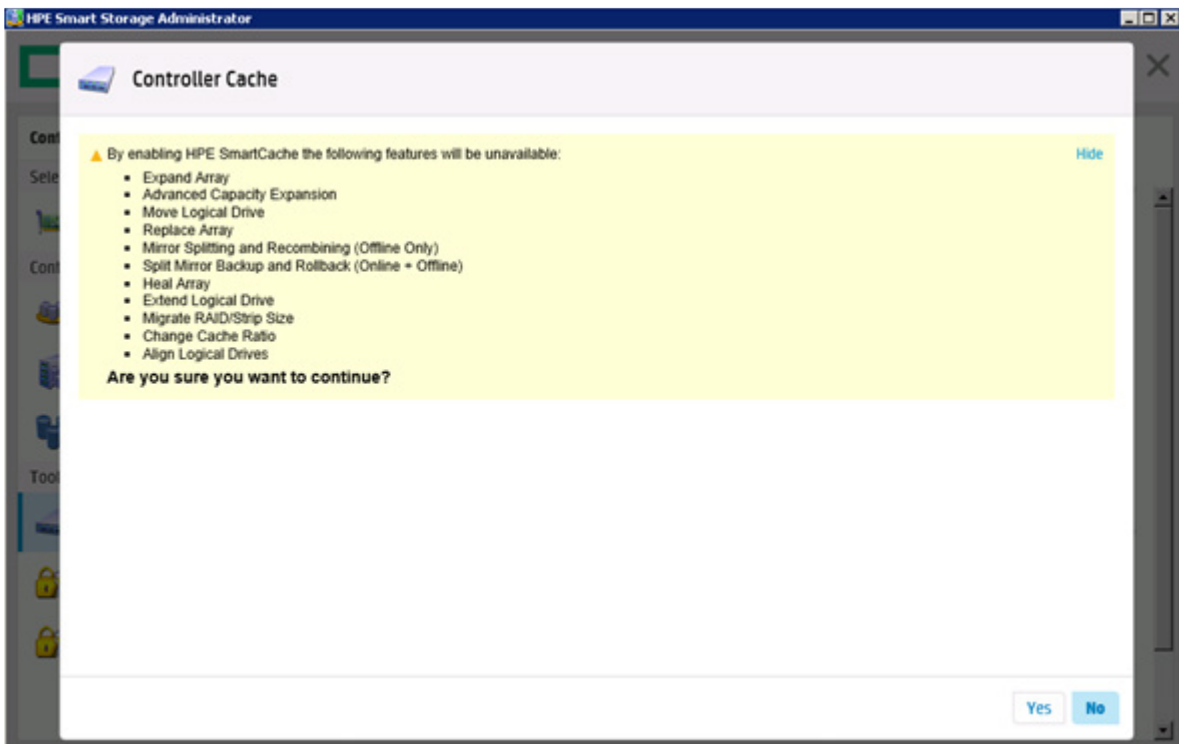 HPE Smart Storage Administrator
Controller Cache
By enabling HPE SmartCache the following features will be unavailable:
Hide
Expand Array
Advanced Capacity Expansion
Move Logical Drive
Replace Array
Mirror Splitting and Recombining (Offline Only)
Split Mirror Backup and Rollback (Online + Offline)
Heal Array
Extend Logical Drive
Migrate RAID/Strip Size
Change Cache Ratio
Align Logical Drives
Are you sure you want to continue?
Yes
No